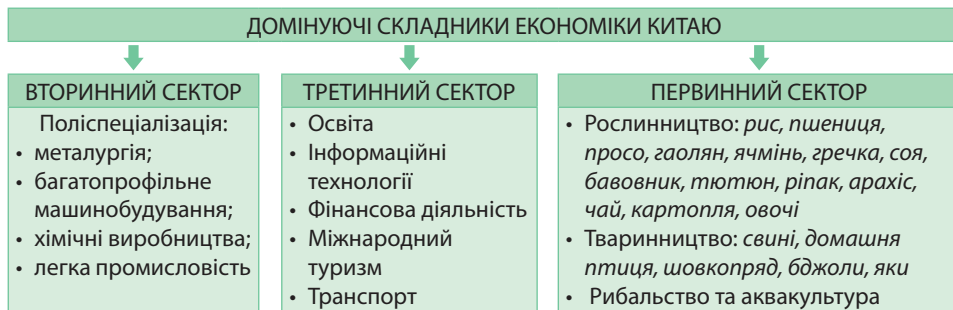 ДОМІНУЮЧІ СКЛАДНИКИ ЕКОНОМІКИ КИТАЮ
ВТОРИННИЙ СЕКТОР
Поліспеціалізація:
• металургія;
• багатопрофільне
машинобудування;
• хімічні виробництва;
• легка промисловість
ТРЕТИННИЙ СЕКТОР
• Освіта
• Інформаційні
технології
• Фінансова діяльність
• Міжнародний
туризм
• Транспорт
ПЕРВИННИЙ СЕКТОР
• Рослинництво: рис, пшениця,
просо, гаолян, ячмінь, гречка, соя,
бавовник, тютюн, ріпак, арахіс,
чай, картопля, овочі
• Тваринництво: свині, домашня
птиця, шовкопряд, бджоли, яки
• Рибальство та аквакультура